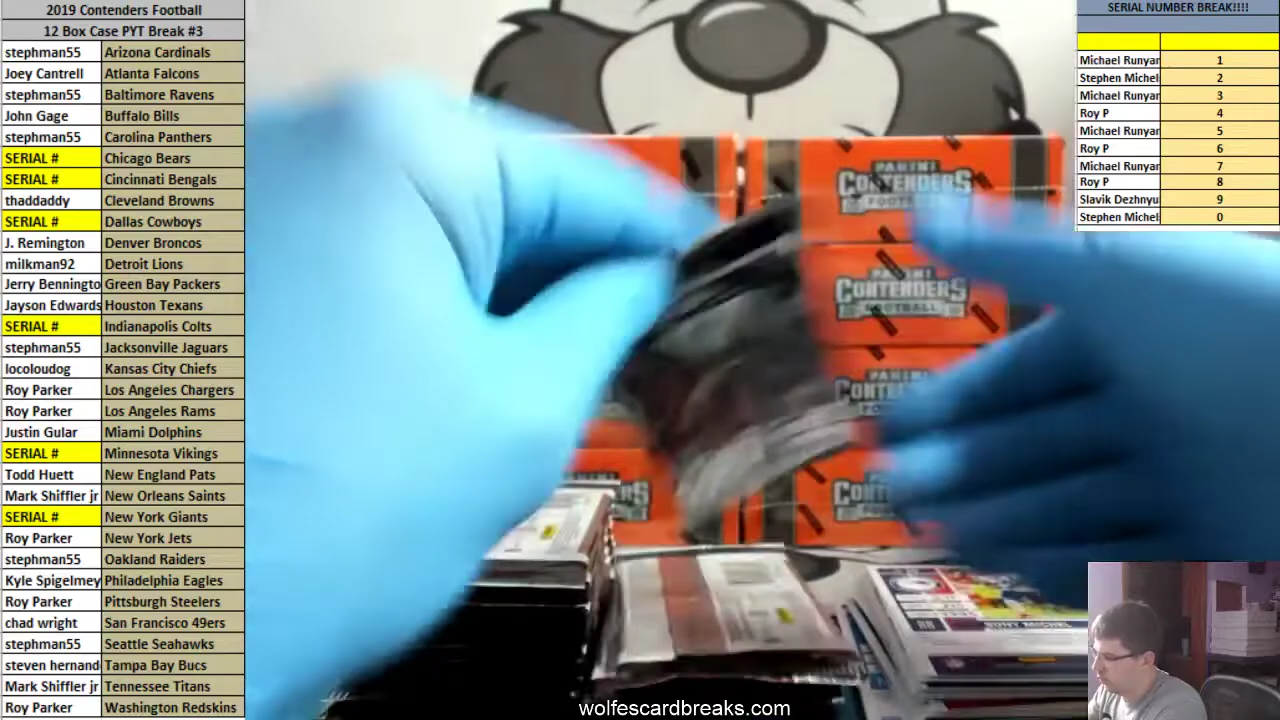 2019 Contenders Football
12 Box Case PYT Break #3
stephman55 Arizona Cardinals
Joey Cantrell Atlanta Falcons
stephman55 Baltimore Ravens
John Gage Buffalo Bills
stephman55 Carolina Panthers
SERIAL # Chicago Bears
SERIAL # Cincinnati Bengals
thaddaddy Cleveland Browns
SERIAL # Dallas Cowboys
J. Remington Denver Broncos
milkman92 Detroit Lions
Jerry Benningto Green Bay Packers
Jayson Edwards Houston Texans
SERIAL # Indianapolis Colts
stephman55 Jacksonville Jaguars
locoloudog Kansas City Chiefs
Roy Parker Los Angeles Chargers
Roy Parker Los Angeles Rams
Justin Gular Miami Dolphins
SERIAL # Minnesota Vikings
Todd Huett New England Pats
Mark Shiffler jr New Orleans Saints
SERIAL # New York Giants
Roy Parker New York Jets
stephman55 Oakland Raiders
Kyle Spigelmey Philadelphia Eagles
Roy Parker Pittsburgh Steelers
chad wright San Francisco 49ers
stephman55 Seattle Seahawks
steven hernand Tampa Bay Bucs
Mark Shiffler jr Tennessee Titans
Roy Parker Washington Redskins
SERIAL NUMBER BREAK!!!!
Michael Runyar 1
Stephen Michel 2
Michael Runyar 3
Roy P 4
Michael Runyar 5
Roy P 6
Michael Runyar 7
Roy P 8
Slavik Dezhnyu 9
Stephen Michel 0
PANINI
CONTENDERS
FOOTBALL
PANINI
CONTENDERS
FOOTBALL
SONY MICHEL
wolfescardbreaks.com